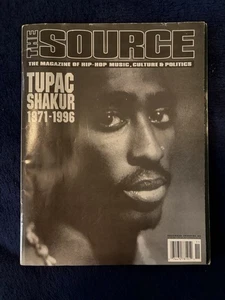 THE SOURCE
THE MAGAZINE OF HIP-HOP MUSIC, CULTURE & POLITICS
TUPAC
SHAKUR
1971-1996